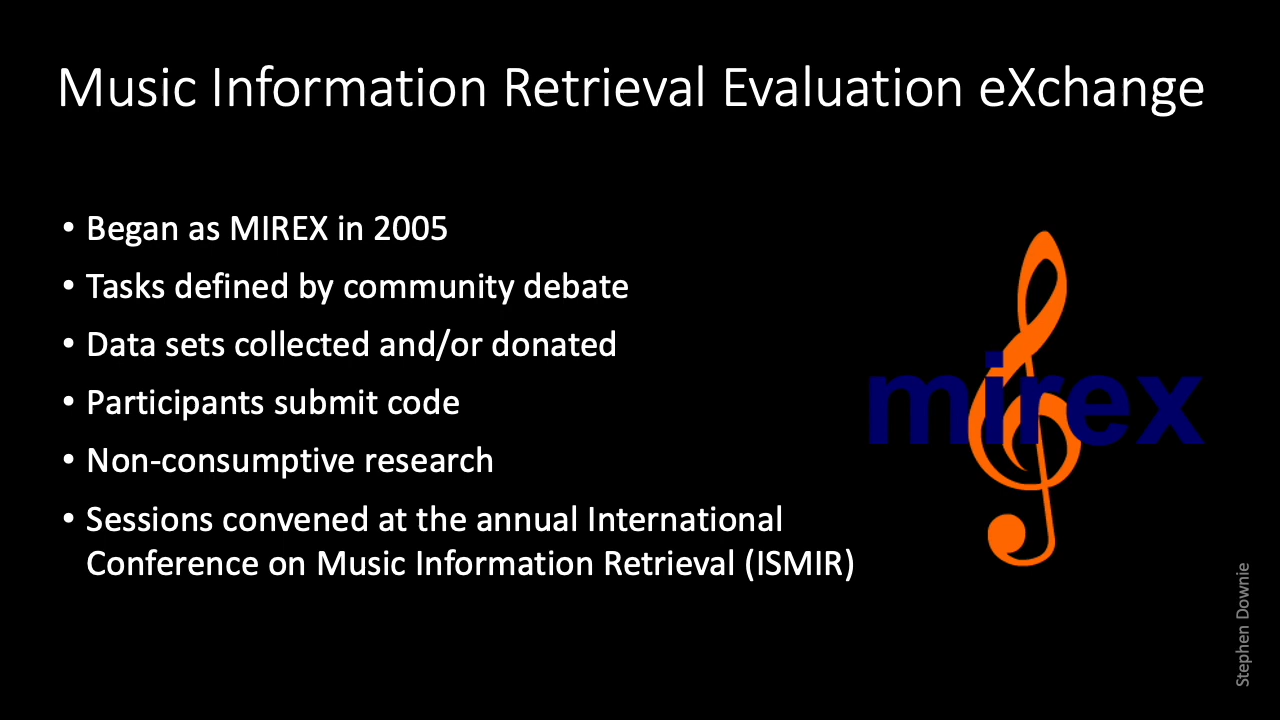 Music Information Retrieval Evaluation eXchange
• Began as MIREX in 2005
• Tasks defined by community debate
• Data sets collected and/or donated
• Participants submit code
• Non-consumptive research
• Sessions convened at the annual International
Conference on Music Information Retrieval (ISMIR)
mirex
Stephen Downie